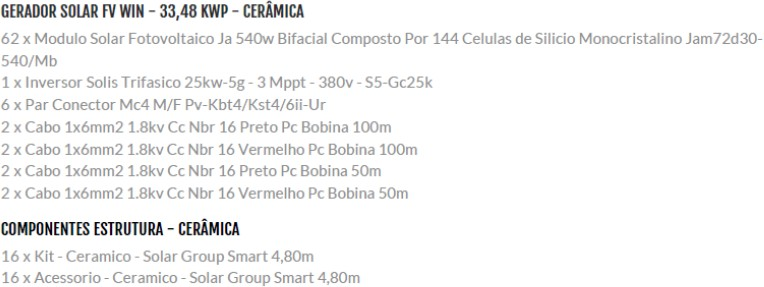 GERADOR SOLAR FV WIN - 33,48 KWP - CERÂMICA
62 x Modulo Solar Fotovoltaico Ja 540w Bifacial Composto Por 144 Celulas de Silicio Monocristalino Jam72d30-
540/Mb
1 x Inversor Solis Trifasico 25kw-5g - 3 Mppt - 380v - S5-Gc25k
6 x Par Conector Mc4 M/F Pv-Kbt4/Kst4/6ii-Ur
2 x Cabo 1x6mm2 1.8kv Cc Nbr 16 Preto Pc Bobina 100m
2 x Cabo 1x6mm2 1.8kv Cc Nbr 16 Vermelho Pc Bobina 100m
2 x Cabo 1x6mm2 1.8kv Cc Nbr 16 Preto Pc Bobina 50m
2 x Cabo 1x6mm2 1.8kv Cc Nbr 16 Vermelho Pc Bobina 50m
COMPONENTES ESTRUTURA - CERÂMICA
16 x Kit - Ceramico - Solar Group Smart 4,80m
16 x Acessorio - Ceramico - Solar Group Smart 4,80m